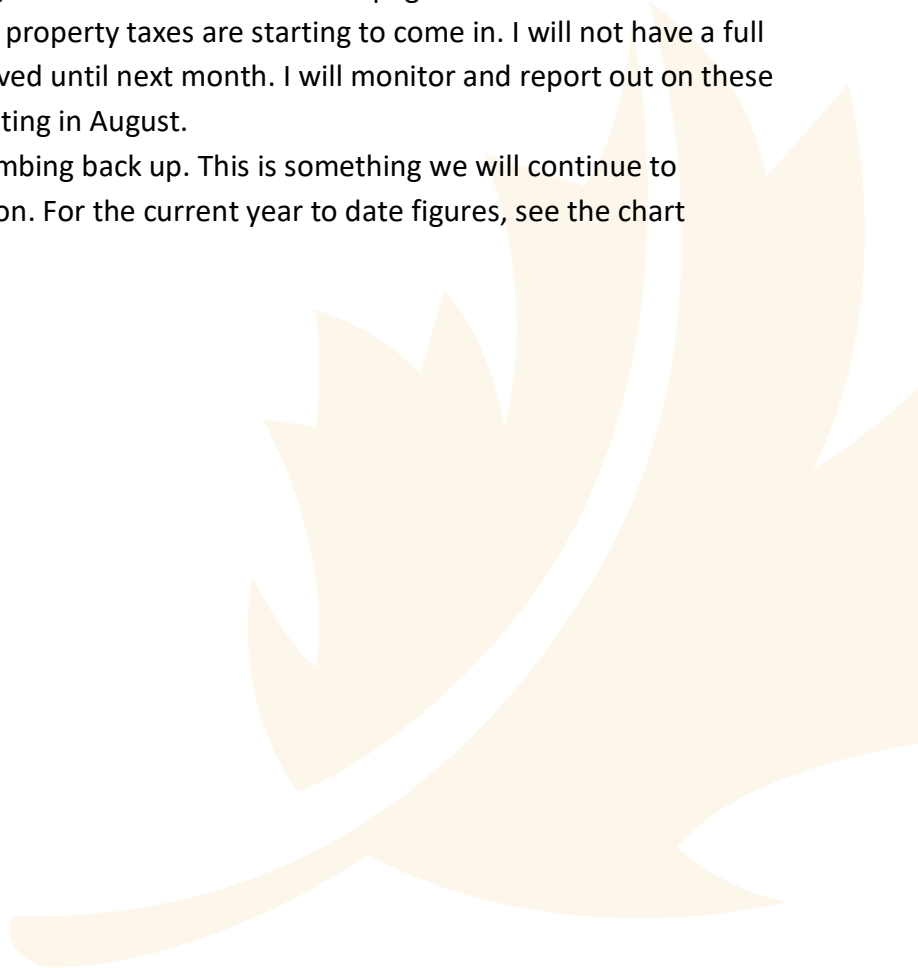 property taxes are starting to come in. I will not have a full
ved until next month. I will monitor and report out on these
ting in August.
mbing back up. This is something we will continue to
on. For the current year to date figures, see the chart